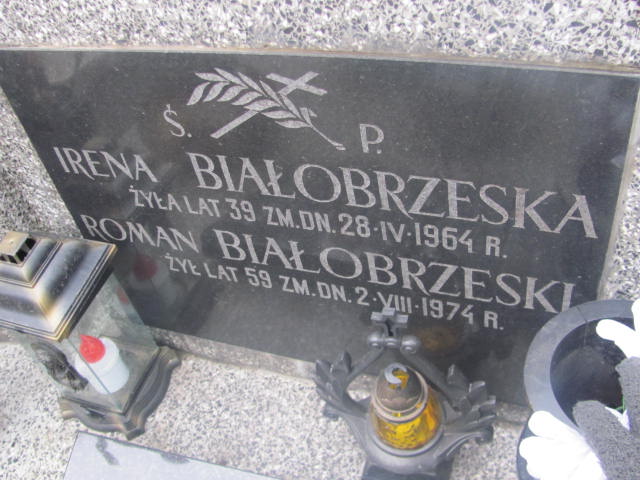 Ś. P.
IRENA BIAŁOBRZESKA
ŻYŁA LAT 39 ZM. DN. 28·IV·1964 R.
ROMAN BIAŁOBRZESKI
ŻYŁ LAT 59 ZM. DN. 2·VIII·1974 R.